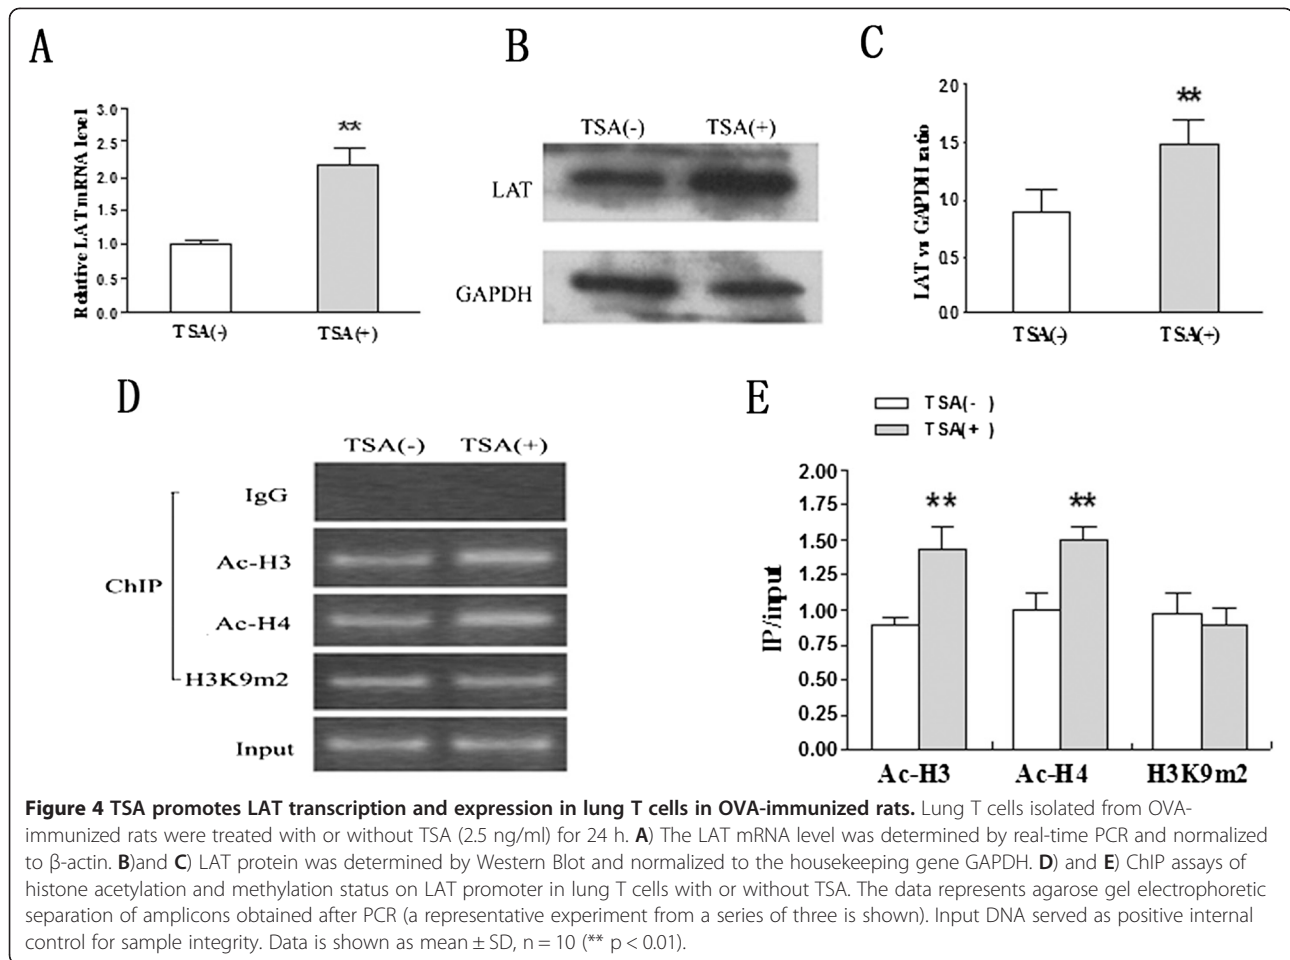 A
B
C
Relative LAT mRNA level
3.0
2.5
2.0
1.5
1.0
0.5
0.0
**
TSA(-)
TSA(+)
TSA(-)
TSA(+)
LAT
GAPDH
LAT vs GAPDH ratio
2.0
1.5
1.0
0.5
0.0
**
TSA(-)
TSA(+)
D
E
TSA(-)
TSA(+)
ChIP
IgG
Ac-H3
Ac-H4
H3K9m2
Input
TSA(-)
TSA(+)
IP/input
2.00
1.75
1.50
1.25
1.00
0.75
0.50
0.25
0.00
**
**
Ac-H3
Ac-H4
H3K9m2
Figure 4 TSA promotes LAT transcription and expression in lung T cells in OVA-immunized rats. Lung T cells isolated from OVA-
immunized rats were treated with or without TSA (2.5 ng/ml) for 24 h. A) The LAT mRNA level was determined by real-time PCR and normalized
to β-actin. B)and C) LAT protein was determined by Western Blot and normalized to the housekeeping gene GAPDH. D) and E) ChIP assays of
histone acetylation and methylation status on LAT promoter in lung T cells with or without TSA. The data represents agarose gel electrophoretic
separation of amplicons obtained after PCR (a representative experiment from a series of three is shown). Input DNA served as positive internal
control for sample integrity. Data is shown as mean ± SD, n = 10 (** p < 0.01).